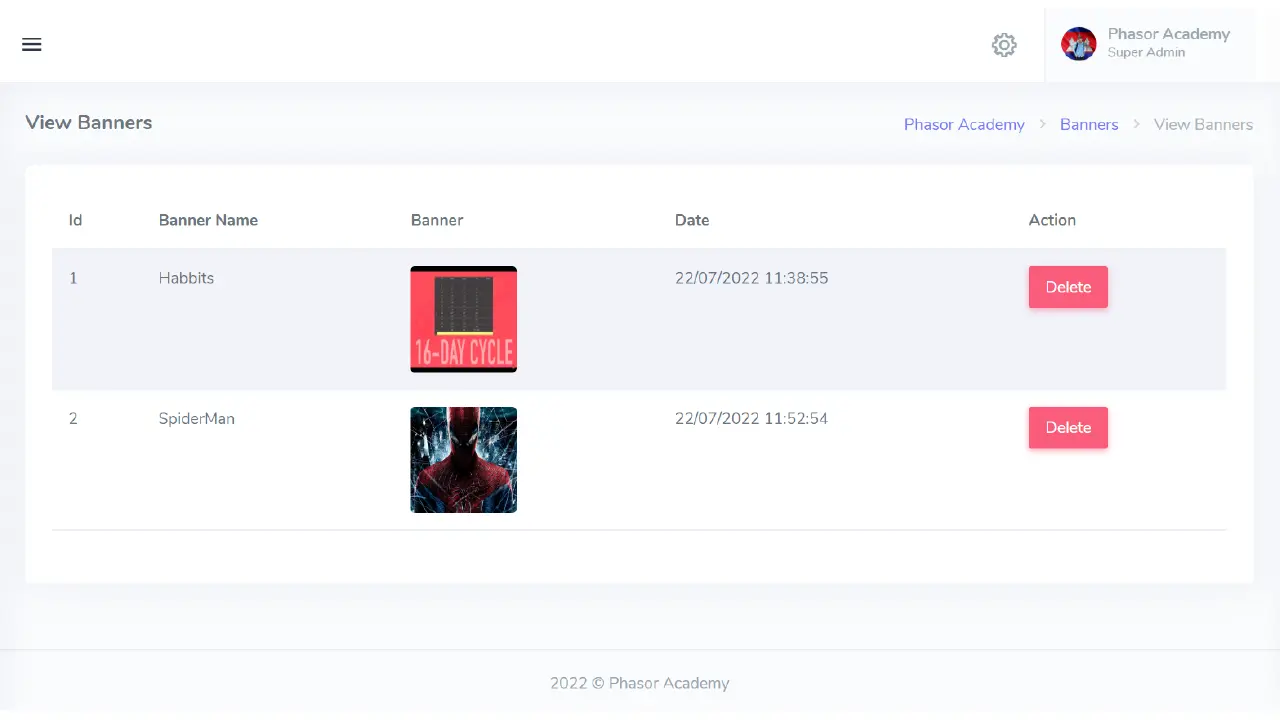 Phasor Academy
Super Admin
View Banners
Phasor Academy > Banners > View Banners
Id Banner Name Banner Date Action
1 Habbits 22/07/2022 11:38:55 Delete
16-DAY CYCLE
2 SpiderMan 22/07/2022 11:52:54 Delete
2022 © Phasor Academy